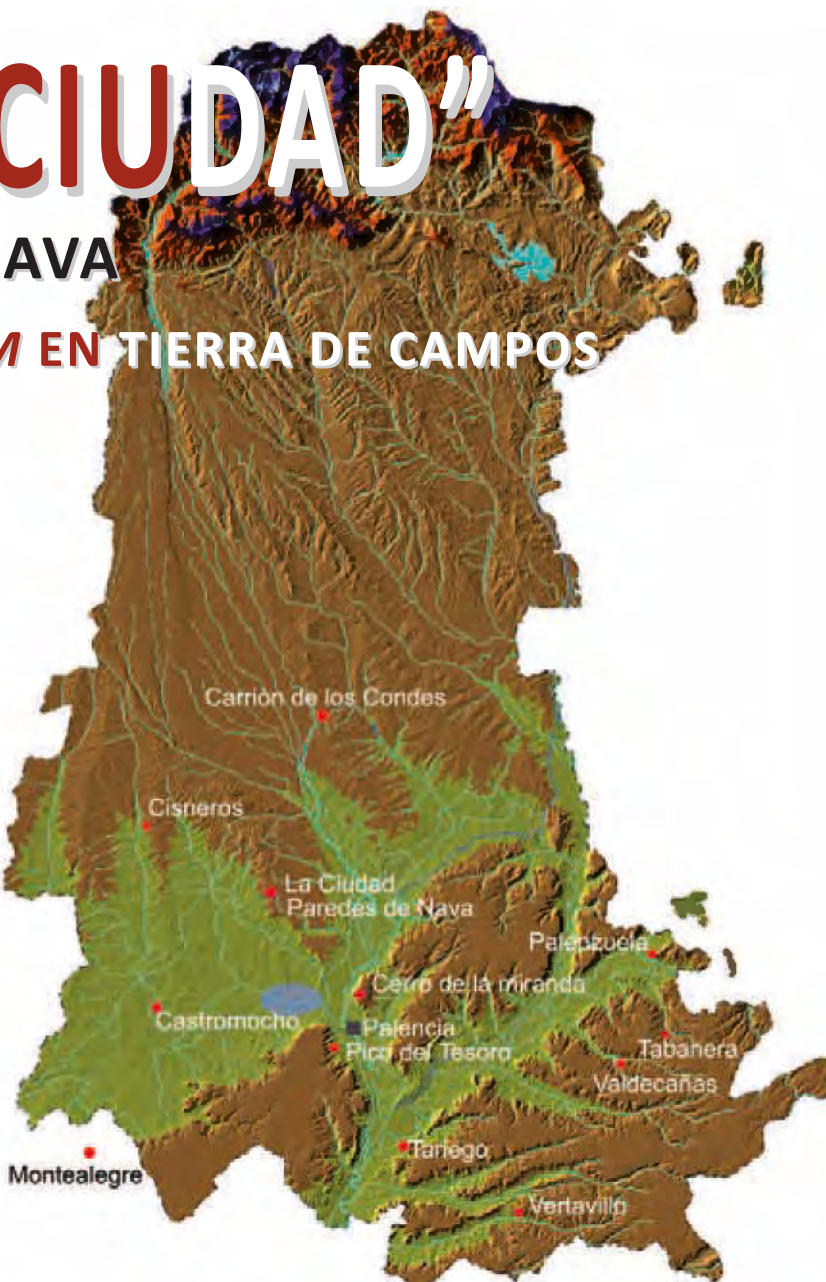 CIUDAD”
AVA
M EN TIERRA DE CAMPOS
Carrión de los Condes
Cisneros
La Ciudad
Paredes de Nava
Palenzuela
Cerro de la miranda
Castromocho
Palencia
Pico del Tesoro
Tabanera
Valdecañas
Tariego
Montealegre
Vertavillo